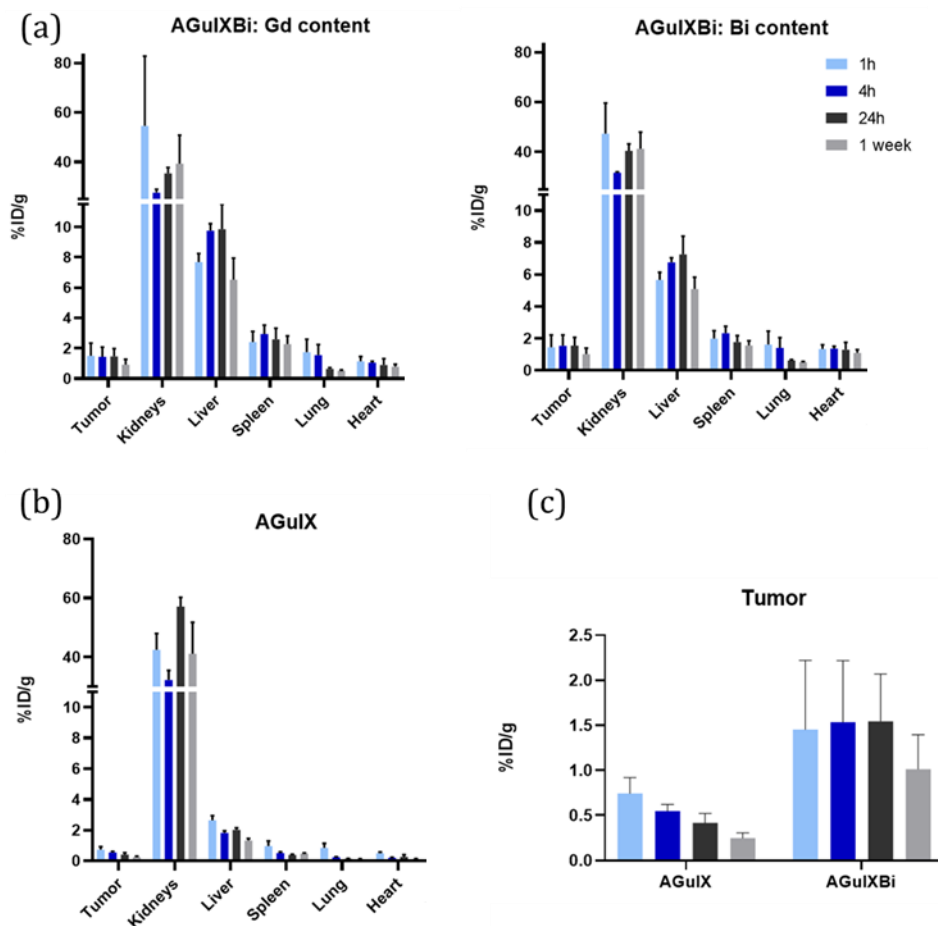 (a)
AGuIXBi: Gd content
%ID/g
80
60
40
10
8
6
4
2
0
Tumor
Kidneys
Liver
Spleen
Lung
Heart
AGuIXBi: Bi content
%ID/g
80
60
40
10
8
6
4
2
0
Tumor
Kidneys
Liver
Spleen
Lung
Heart
1h
4h
24h
1 week
(b)
AGuIX
%ID/g
80
60
40
10
8
6
4
2
0
Tumor
Kidneys
Liver
Spleen
Lung
Heart
(c)
Tumor
%ID/g
2.5
2.0
1.5
1.0
0.5
0.0
AGuIX
AGuIXBi